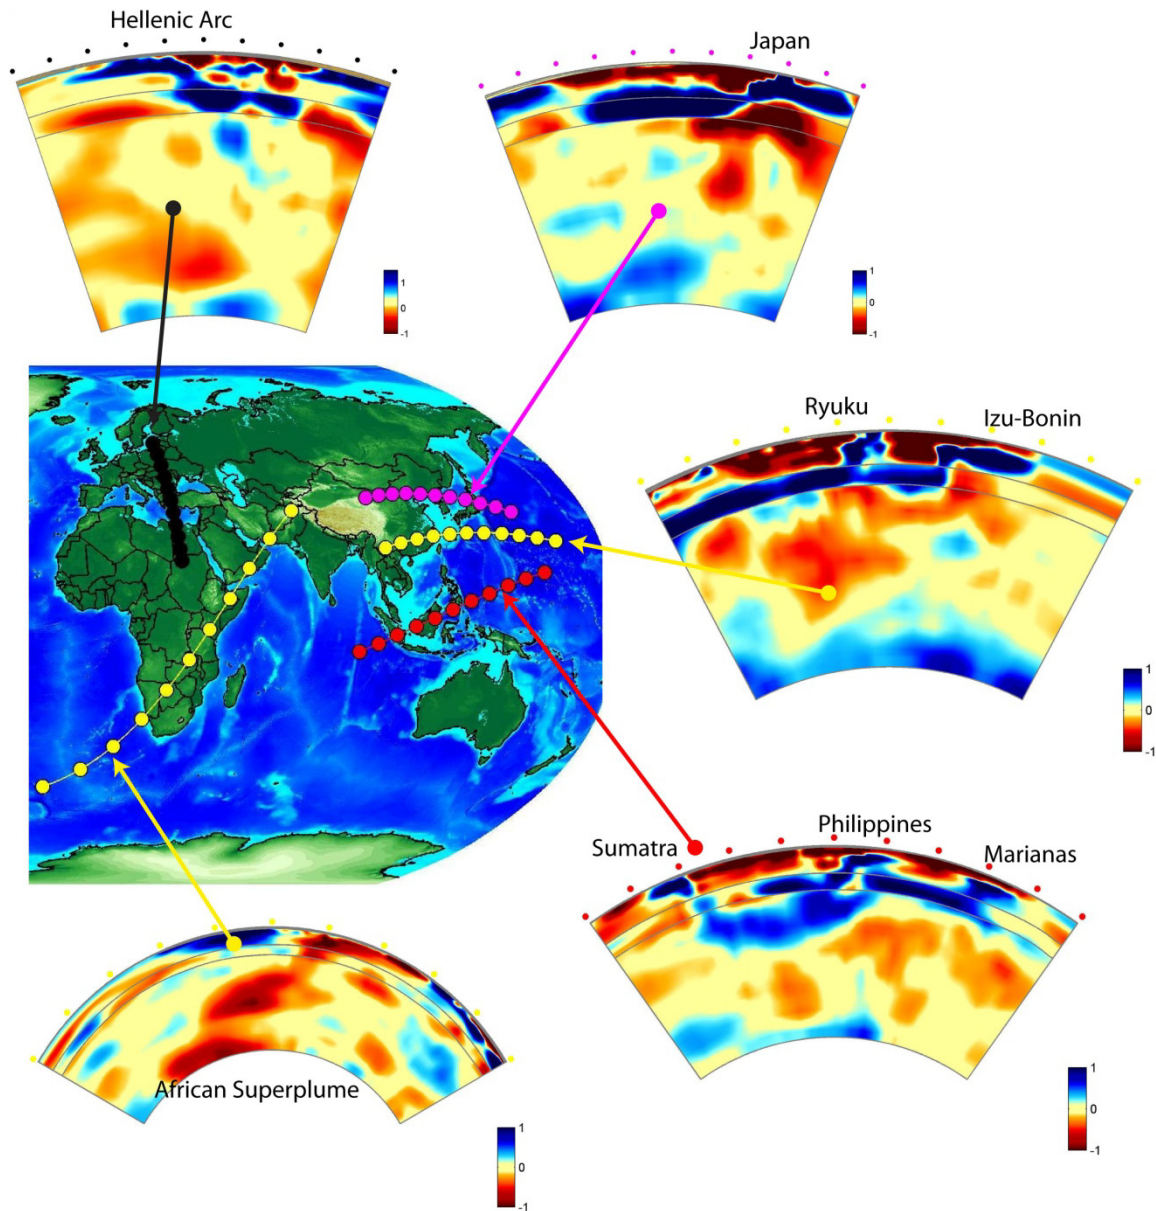 Hellenic Arc
Japan
1
0
-1
1
0
-1
Ryuku
Izu-Bonin
1
0
-1
Sumatra
Philippines
Marianas
African Superplume
1
0
-1
1
0
-1